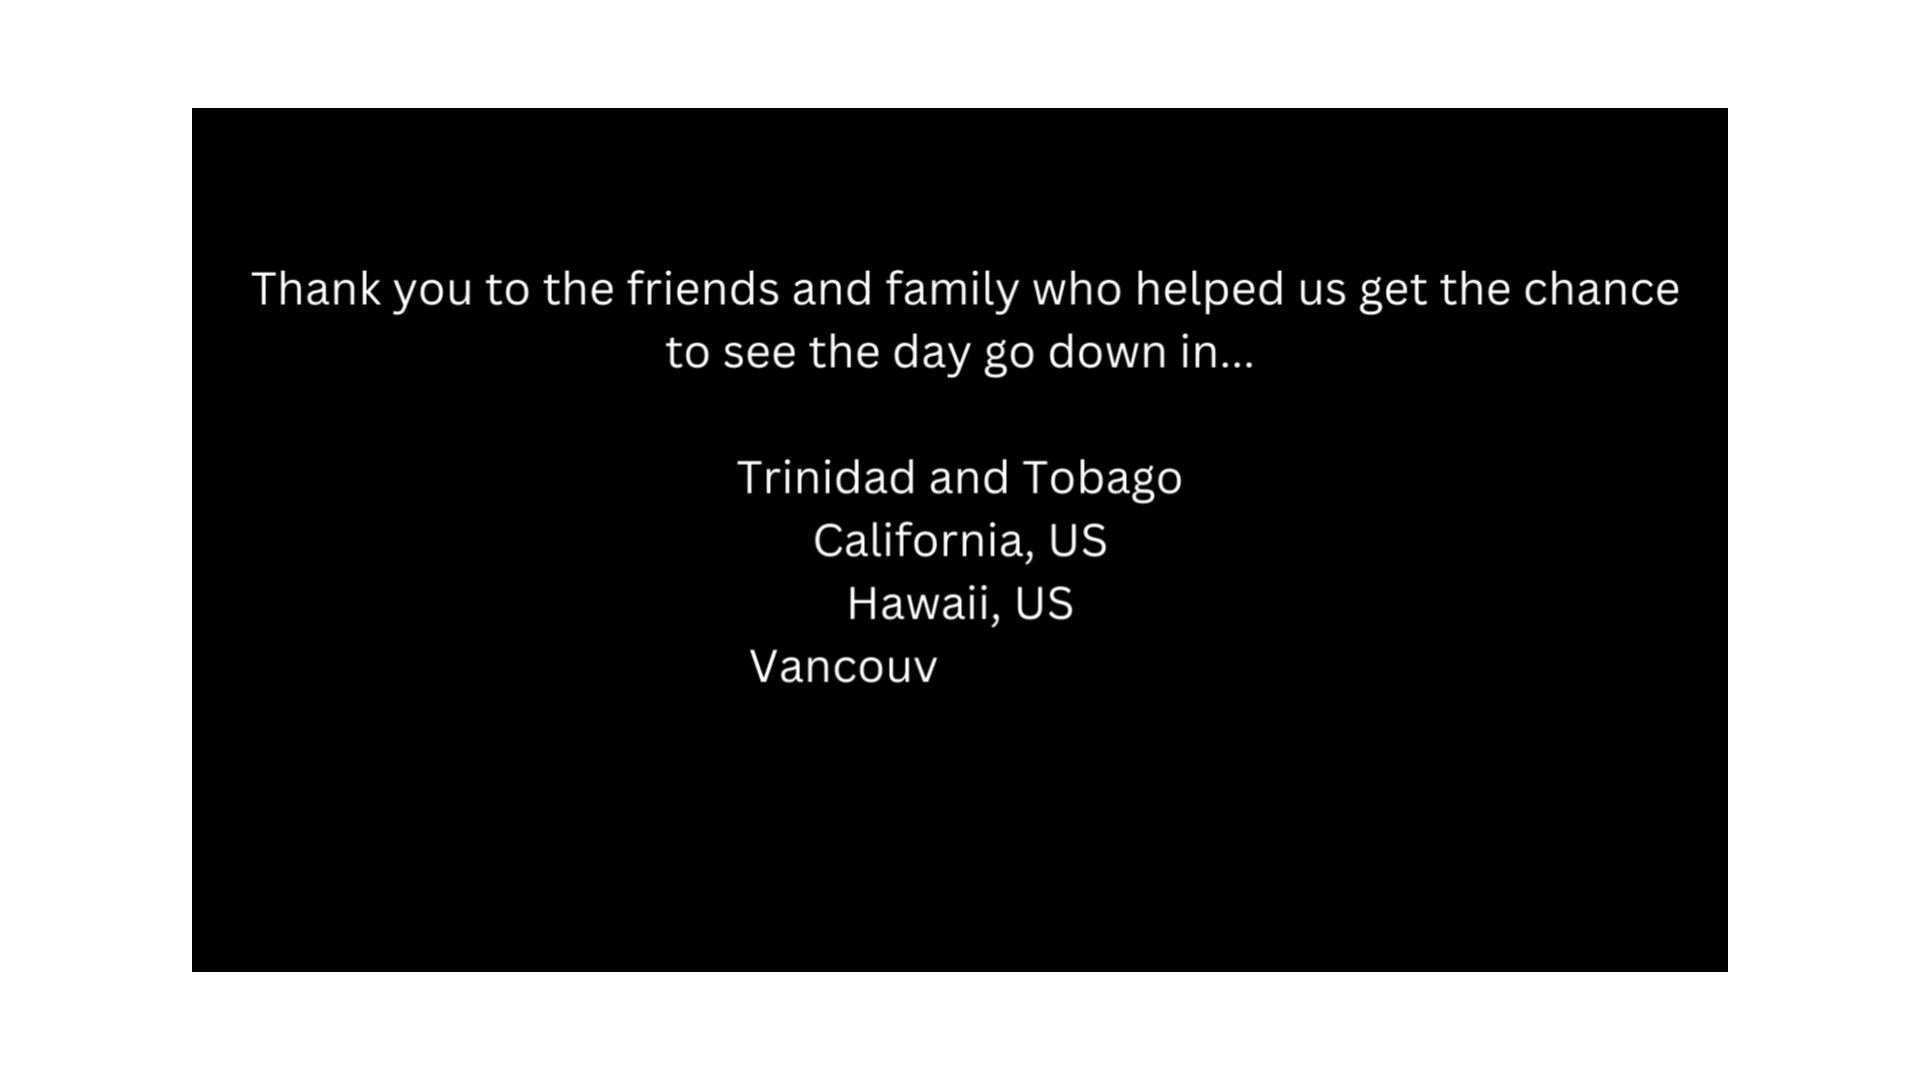 Thank you to the friends and family who helped us get the chance
to see the day go down in...
Trinidad and Tobago
California, US
Hawaii, US
Vancouv